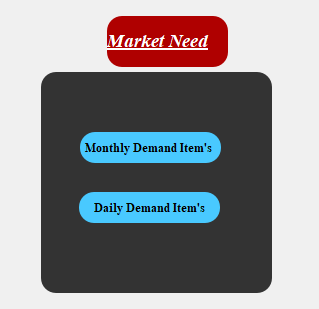 Market Need
Monthly Demand Item's
Daily Demand Item's